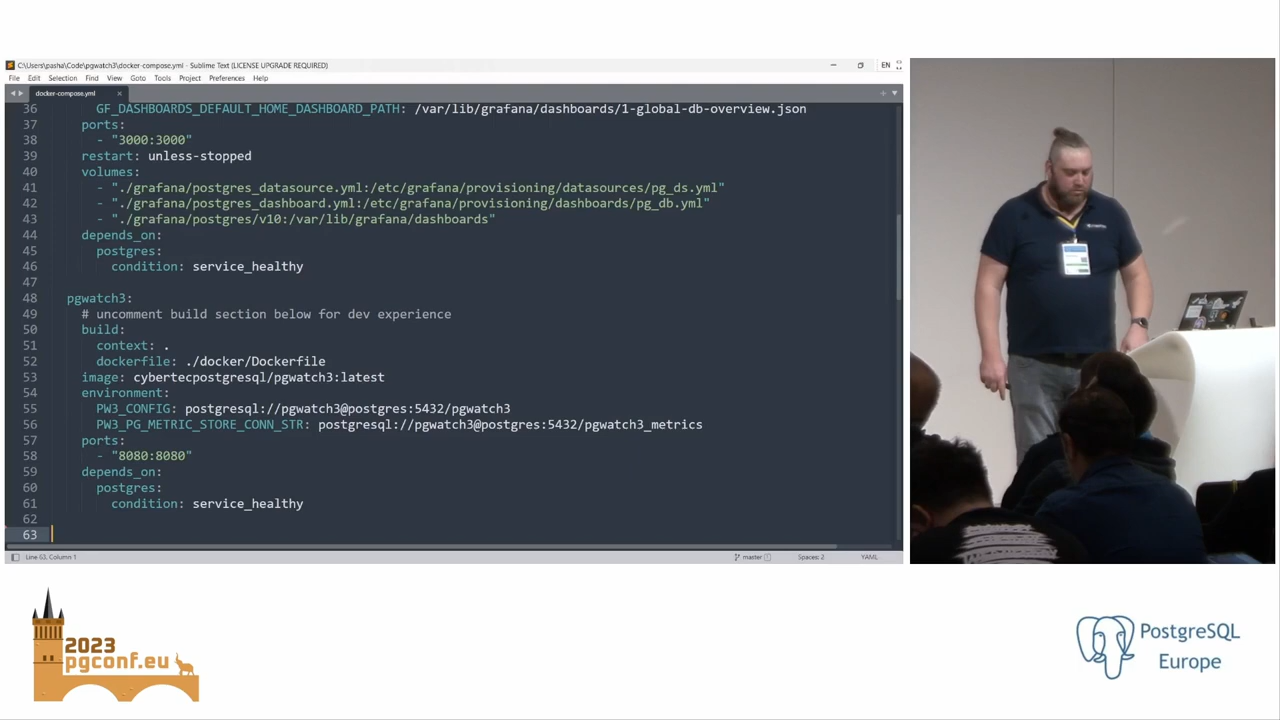 C:\Users\pasha\Code\pgwatch3\docker-compose.yml - Sublime Text (LICENSE UPGRADE REQUIRED)
EN
File Edit Selection Find View Goto Tools Project Preferences Help
docker-compose.yml
36 GF_DASHBOARDS_DEFAULT_HOME_DASHBOARD_PATH: /var/lib/grafana/dashboards/1-global-db-overview.json
37 ports:
38 - "3000:3000"
39 restart: unless-stopped
40 volumes:
41 - "./grafana/postgres_datasource.yml:/etc/grafana/provisioning/datasources/pg_ds.yml"
42 - "./grafana/postgres_dashboard.yml:/etc/grafana/provisioning/dashboards/pg_db.yml"
43 - "./grafana/postgres/v10:/var/lib/grafana/dashboards"
44 depends_on:
45 postgres:
46 condition: service_healthy
47
48 pgwatch3:
49 # uncomment build section below for dev experience
50 build:
51 context: .
52 dockerfile: ./docker/Dockerfile
53 image: cybertecpostgresql/pgwatch3:latest
54 environment:
55 PW3_CONFIG: postgresql://pgwatch3@postgres:5432/pgwatch3
56 PW3_PG_METRIC_STORE_CONN_STR: postgresql://pgwatch3@postgres:5432/pgwatch3_metrics
57 ports:
58 - "8080:8080"
59 depends_on:
60 postgres:
61 condition: service_healthy
62
63
Line 63, Column 1
master
Spaces: 2
YAML
2023
pgconf.eu
PostgreSQL
Europe